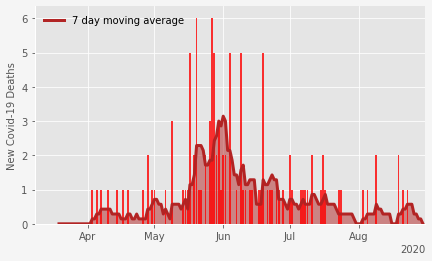 7 day moving average
New Covid-19 Deaths
6
5
4
3
2
1
0
Apr
May
Jun
Jul
Aug
2020